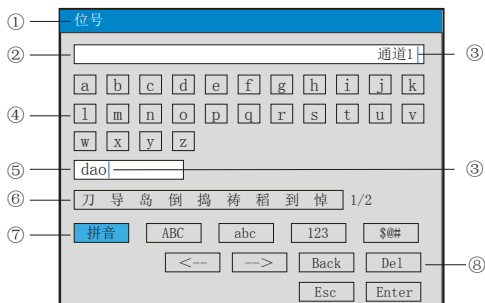 ① 位号
② 通道1 ③
a b c d e f g h i j k
④ l m n o p q r s t u v
w x y z
⑤ dao ③
⑥ 刀 导 岛 倒 捣 祷 稻 到 悼 1/2
⑦ 拼音 ABC abc 123 $@#
<-- --> Back Del ⑧
Esc Enter